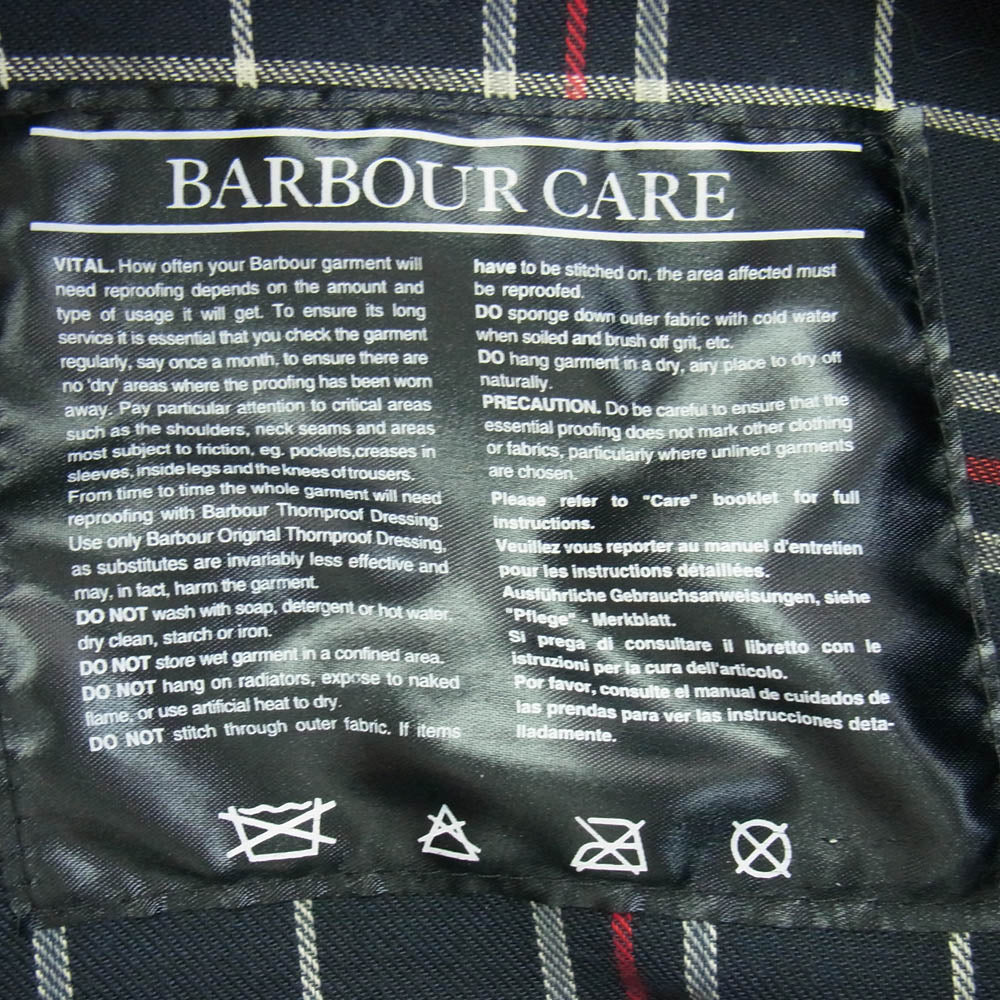 BARBOUR CARE
VITAL. How often your Barbour garment will
need reproofing depends on the amount and
type of usage it will get. To ensure its long
service it is essential that you check the garment
regularly, say once a month, to ensure there are
no 'dry' areas where the proofing has been worn
away. Pay particular attention to critical areas
such as the shoulders, neck seams and areas
most subject to friction, eg. pockets,creases in
sleeves, inside legs and the knees of trousers.
From time to time the whole garment will need
reproofing with Barbour Thornproof Dressing.
Use only Barbour Original Thornproof Dressing,
as substitutes are invariably less effective and
may, in fact, harm the garment.
DO NOT wash with soap, detergent or hot water,
dry clean, starch or iron.
DO NOT store wet garment in a confined area.
DO NOT hang on radiators, expose to naked
flame, or use artificial heat to dry.
DO NOT stitch through outer fabric. If items
have to be stitched on, the area affected must
be reproofed.
DO sponge down outer fabric with cold water
when soiled and brush off grit, etc.
DO hang garment in a dry, airy place to dry off
naturally.
PRECAUTION. Do be careful to ensure that the
essential proofing does not mark other clothing
or fabrics, particularly where unlined garments
are chosen.
Please refer to "Care" booklet for full
instructions.
Veuillez vous reporter au manuel d'entretien
pour les instructions détaillées.
Ausführliche Gebrauchsanweisungen, siehe
"Pflege" - Merkblatt.
Si prega di consultare il libretto con le
istruzioni per la cura dell'articolo.
Por favor, consulte el manual de cuidados de
las prendas para ver las instrucciones deta-
lladamente.